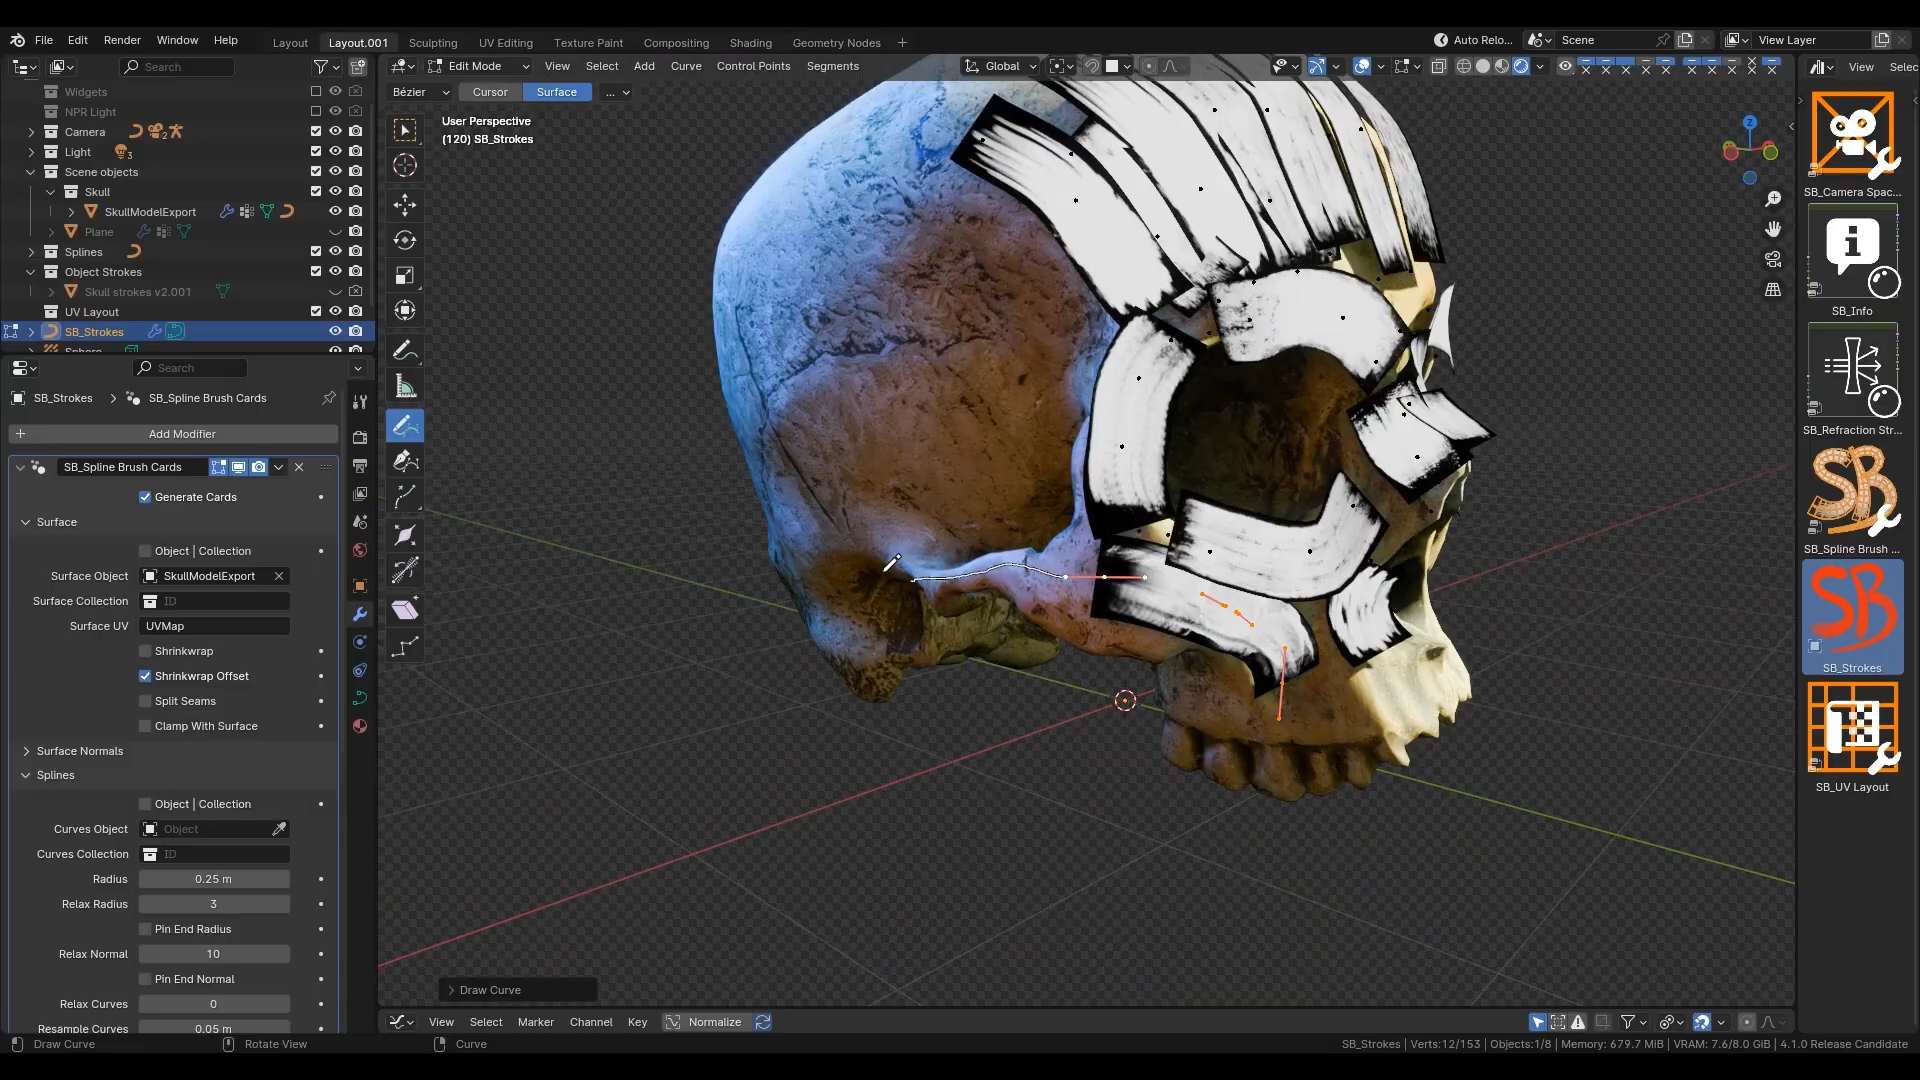 File Edit Render Window Help
Layout Layout.001 Sculpting UV Editing Texture Paint Compositing Shading Geometry Nodes +
Auto Relo... Scene View Layer
Search
Edit Mode View Select Add Curve Control Points Segments
Global
View Selec
Bézier Cursor Surface ...
Widgets
NPR Light
Camera 2
Light 3
Scene objects
Skull
SkullModelExport
Plane
Splines
Object Strokes
Skull strokes v2.001
UV Layout
SB_Strokes
User Perspective
(120) SB_Strokes
Z
Search
SB_Strokes > SB_Spline Brush Cards
+ Add Modifier
SB_Spline Brush Cards
Generate Cards
Surface
Object | Collection
Surface Object SkullModelExport
Surface Collection ID
Surface UV UVMap
Shrinkwrap
Shrinkwrap Offset
Split Seams
Clamp With Surface
Surface Normals
Splines
Object | Collection
Curves Object Object
Curves Collection ID
Radius 0.25 m
Relax Radius 3
Pin End Radius
Relax Normal 10
Pin End Normal
Relax Curves 0
Resample Curves 0.05 m
SB_Camera Spac...
SB_Info
SB_Refraction Str...
SB
SB_Spline Brush ...
SB
SB_Strokes
SB_UV Layout
Draw Curve
View Select Marker Channel Key Normalize
Draw Curve Rotate View Curve
SB_Strokes | Verts:12/153 | Objects:1/8 | Memory: 679.7 MiB | VRAM: 7.6/8.0 GiB | 4.1.0 Release Candidate